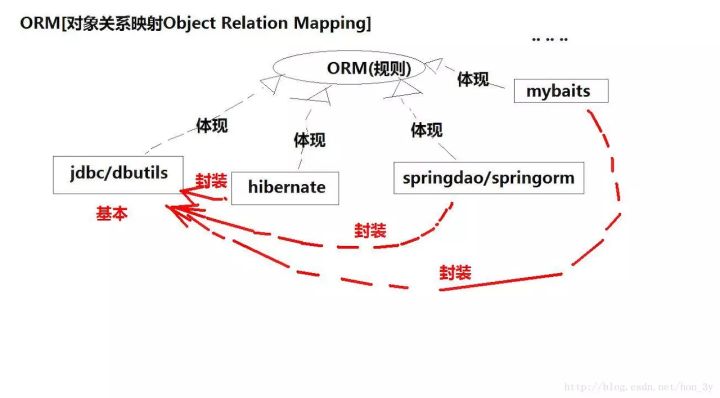 ORM[对象关系映射Object Relation Mapping]
.. .. ..
ORM(规则)
体现
mybaits
体现
体现
体现
jdbc/dbutils
封装
hibernate
springdao/springorm
基本
封装
封装
http://blog.csdn.net/hon_3y